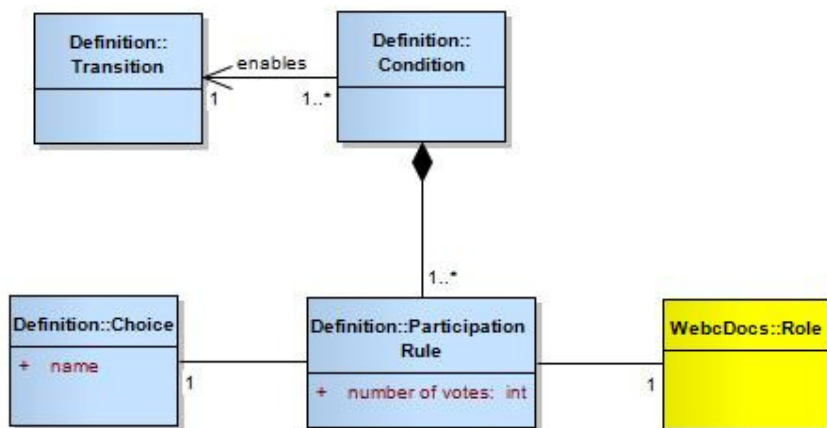 Definition::
Transition
enables
1
1..*
Definition::
Condition
1..*
Definition::Choice
+ name
1
Definition::Participation
Rule
+ number of votes: int
1
WebcDocs::Role